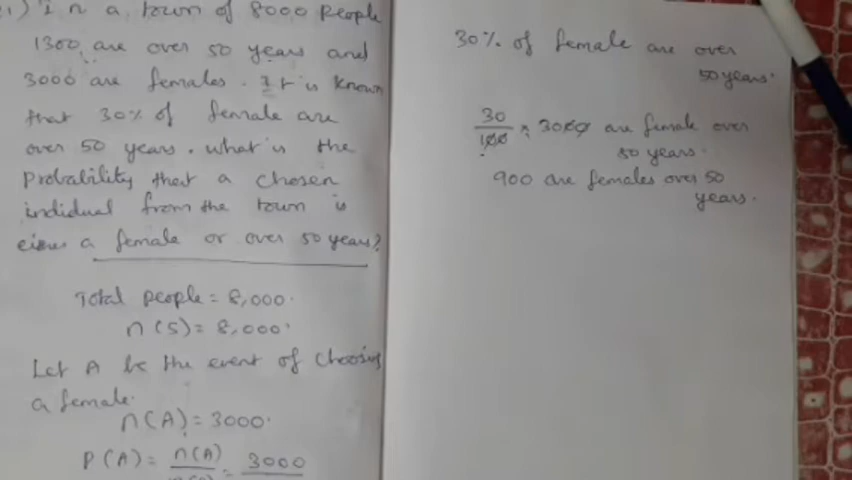 1) In a town of 8000 people
1300 are over 50 years and
3000 are females. It is known
that 30% of female are
over 50 years. what is the
Probability that a chosen
indidual from the town is
either a female or over 50 years?
Total people = 8,000.
n(S) = 8,000.
Let A be the event of choosing
a female.
n(A) = 3000.
P(A) = n(A) = 3000
30% of female are over
50 years.
30/100 × 3000 are female over
50 years.
900 are females over 50
years.